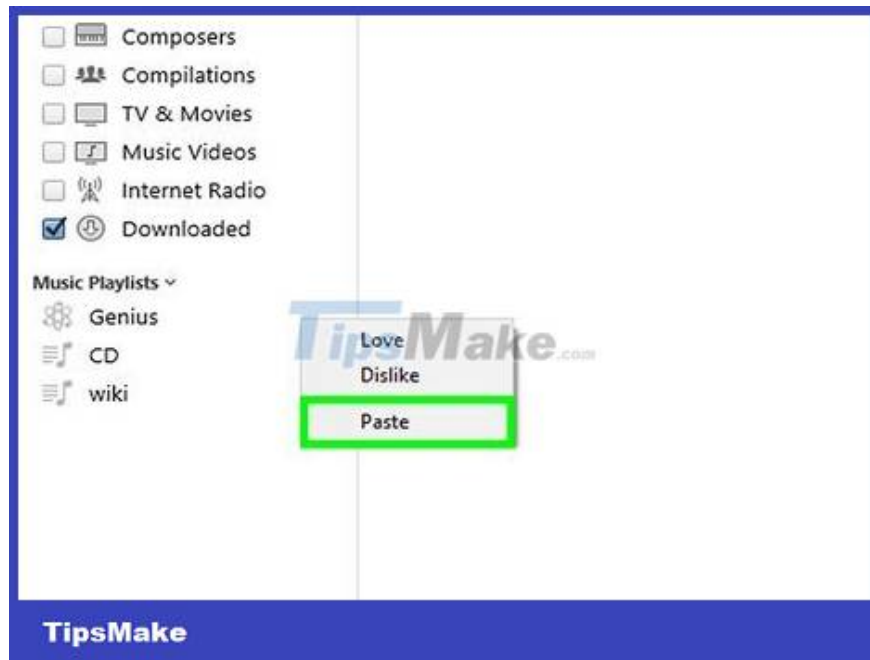 Composers
Compilations
TV & Movies
Music Videos
Internet Radio
Downloaded
Music Playlists
Genius
CD
wiki
TipsMake.com
Love
Dislike
Paste
TipsMake